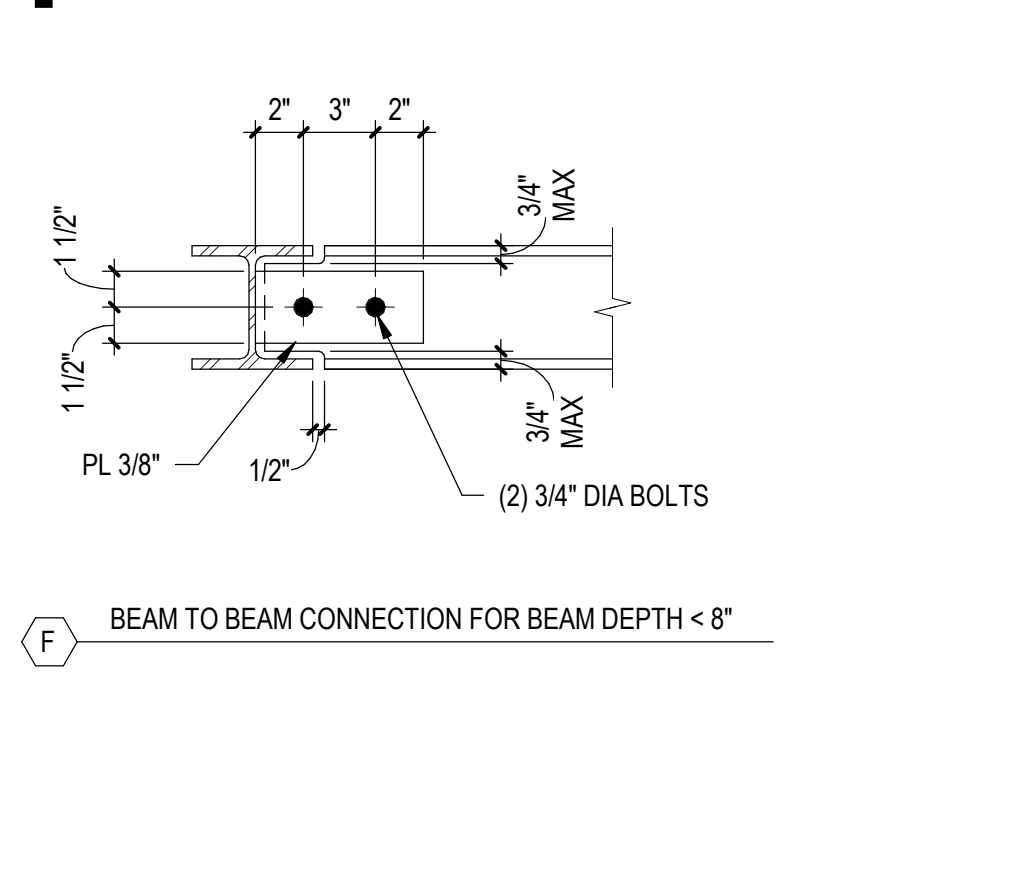 2" 3" 2"
3/4"
MAX
1 1/2"
1 1/2"
3/4"
MAX
PL 3/8"
1/2"
(2) 3/4" DIA BOLTS
BEAM TO BEAM CONNECTION FOR BEAM DEPTH < 8"
F